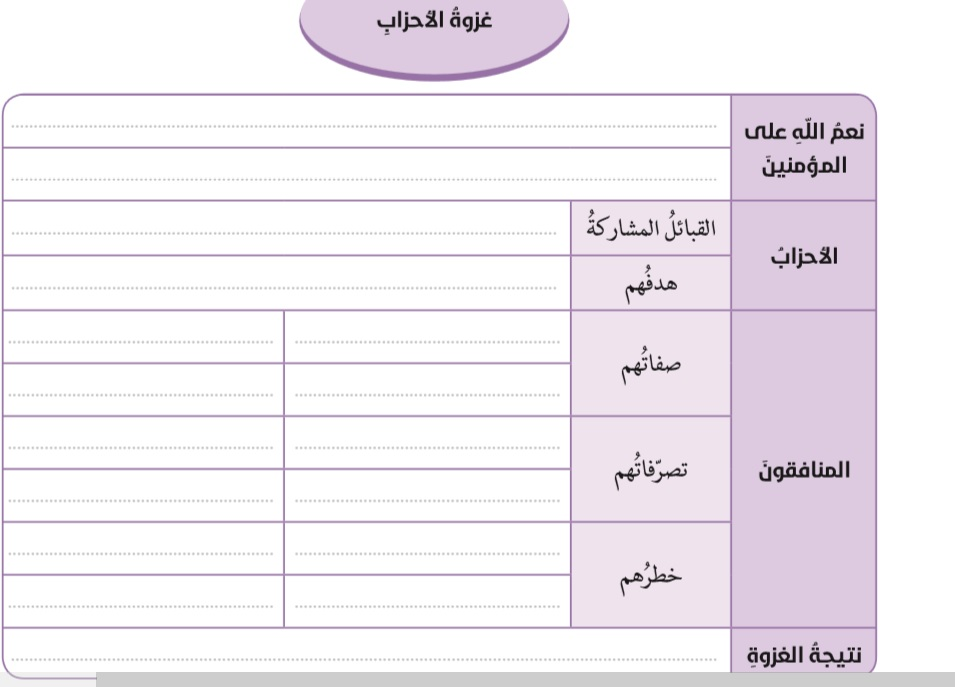 غزوةُ الأحزابِ
نعمُ اللّهِ على
المؤمنينَ
الأحزابُ
القبائلُ المشاركةُ
هدفُهم
المنافقونَ
صفاتُهم
تصرّفاتُهم
خطرُهم
نتيجةُ الغزوةِ